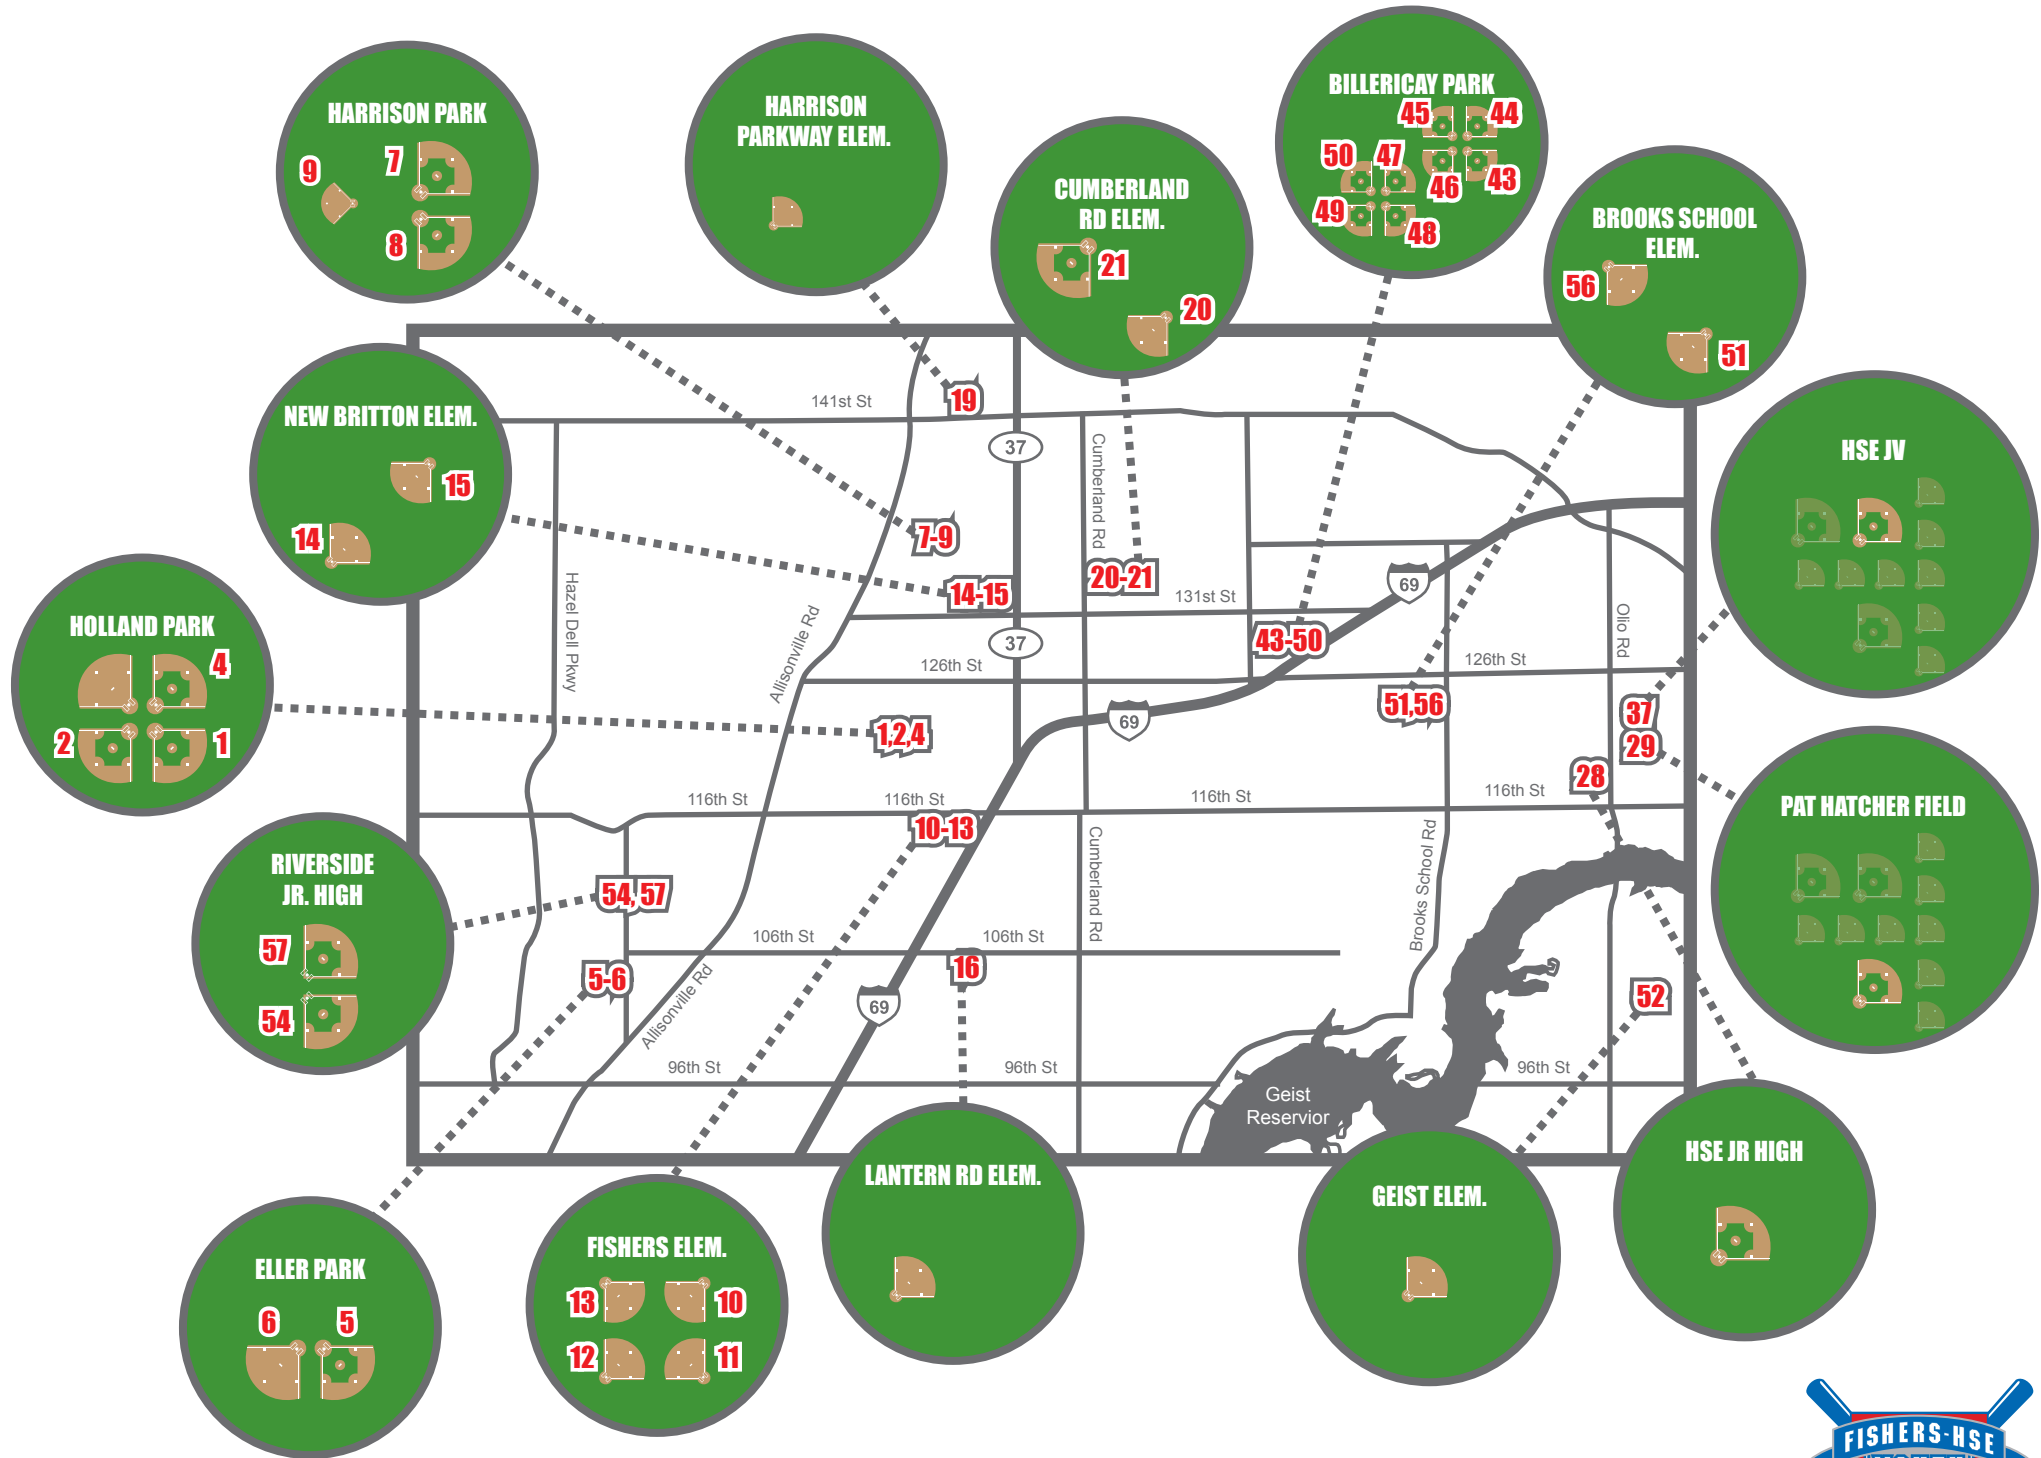 HARRISON PARK
9
7
8
HARRISON
PARKWAY ELEM.
CUMBERLAND
RD ELEM.
21
20
BILLERICAY PARK
45
44
50
47
46
43
49
48
BROOKS SCHOOL
ELEM.
56
51
NEW BRITTON ELEM.
15
14
HSE JV
HOLLAND PARK
4
2
1
PAT HATCHER FIELD
RIVERSIDE
JR. HIGH
57
54
ELLER PARK
6
5
FISHERS ELEM.
13
10
12
11
LANTERN RD ELEM.
GEIST ELEM.
HSE JR HIGH
141st St
19
37
Cumberland Rd
7-9
14-15
20-21
131st St
69
Hazel Dell Pkwy
Allisonville Rd
37
126th St
43-50
126th St
Olio Rd
1,2,4
69
51,56
37
29
28
116th St
116th St
116th St
116th St
10-13
Cumberland Rd
Brooks School Rd
54, 57
106th St
106th St
5-6
16
Allisonville Rd
69
52
96th St
96th St
96th St
Geist
Reservior
FISHERS-HSE